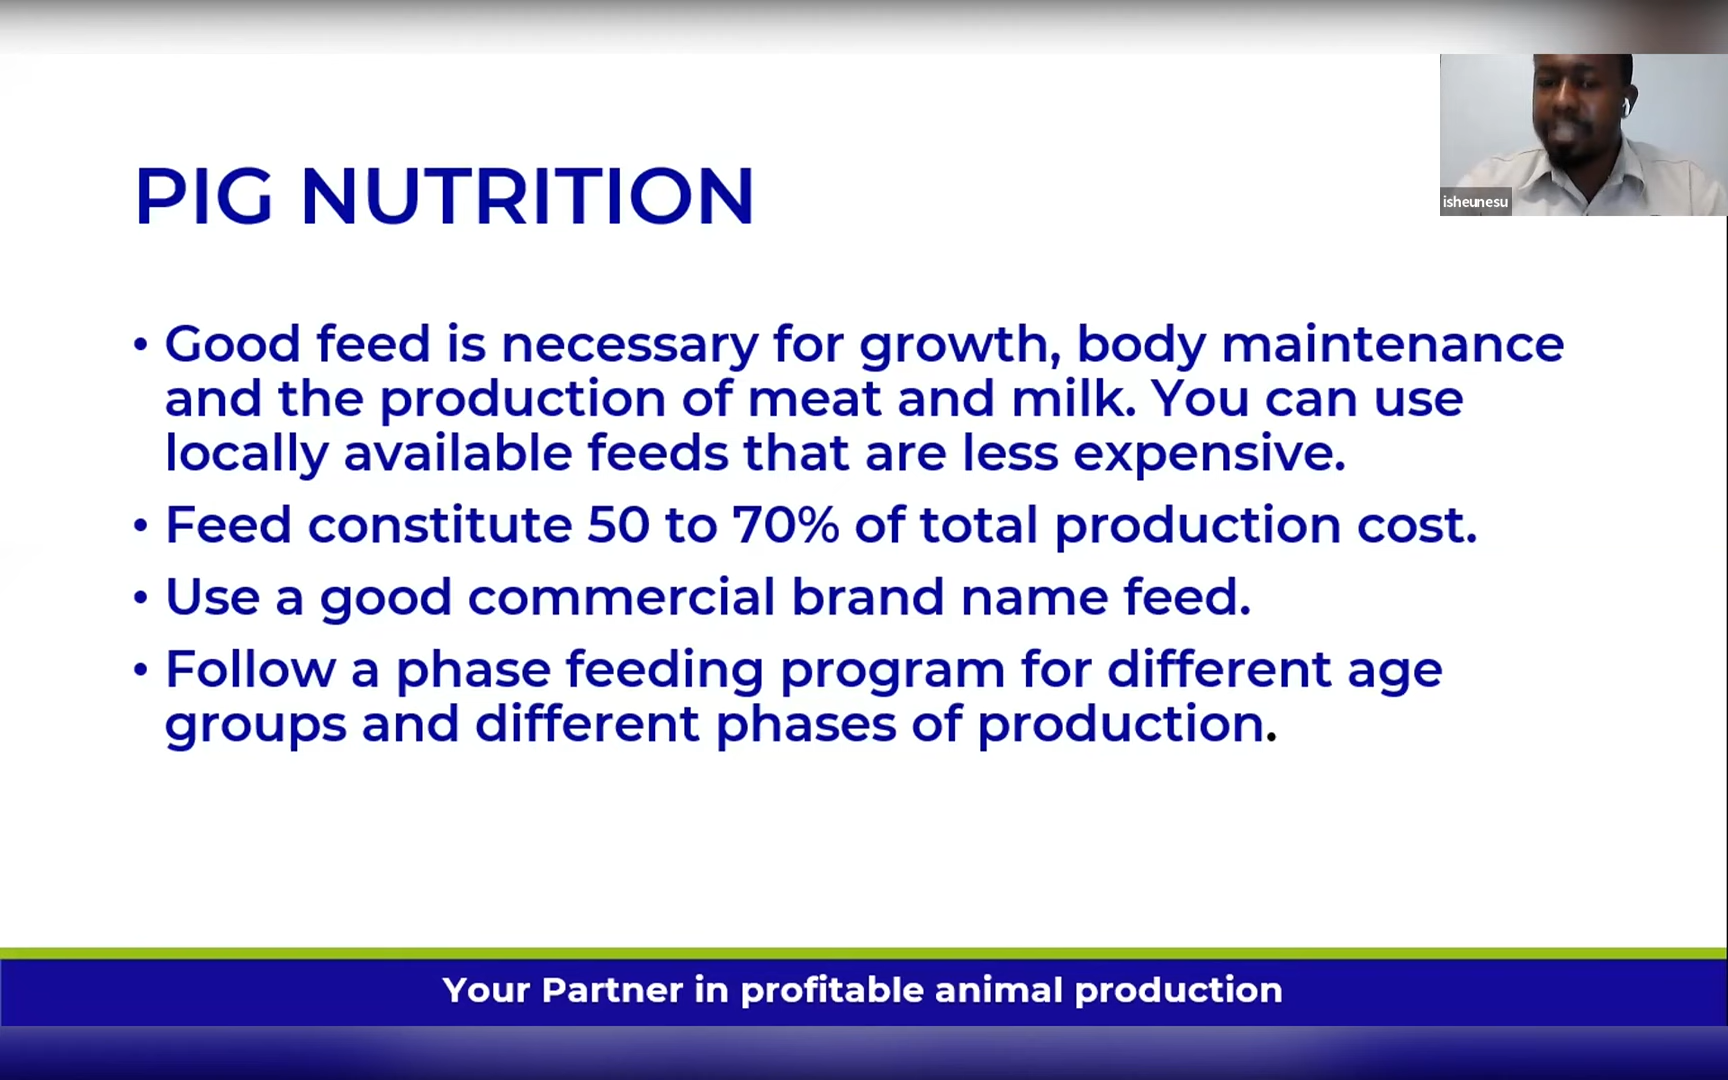 isheunesu
PIG NUTRITION
• Good feed is necessary for growth, body maintenance
and the production of meat and milk. You can use
locally available feeds that are less expensive.
• Feed constitute 50 to 70% of total production cost.
• Use a good commercial brand name feed.
• Follow a phase feeding program for different age
groups and different phases of production.
Your Partner in profitable animal production